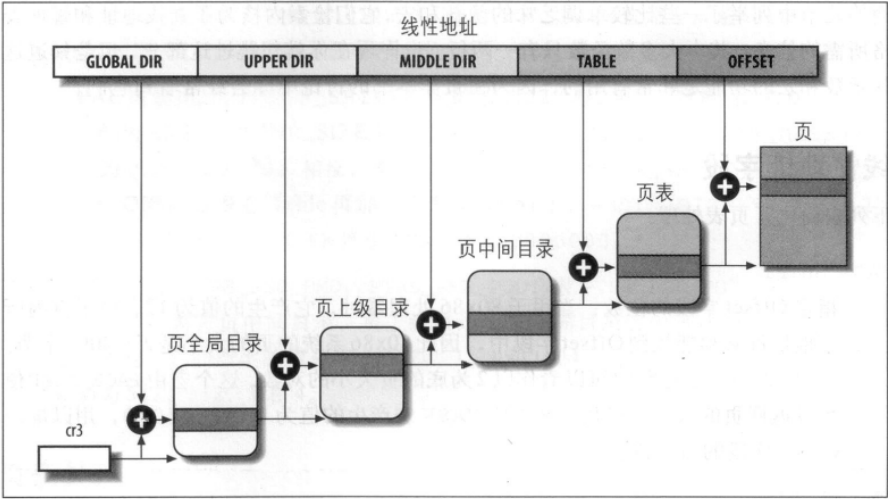 线性地址
GLOBAL DIR UPPER DIR MIDDLE DIR TABLE OFFSET
页
页表
页中间目录
页上级目录
页全局目录
cr3